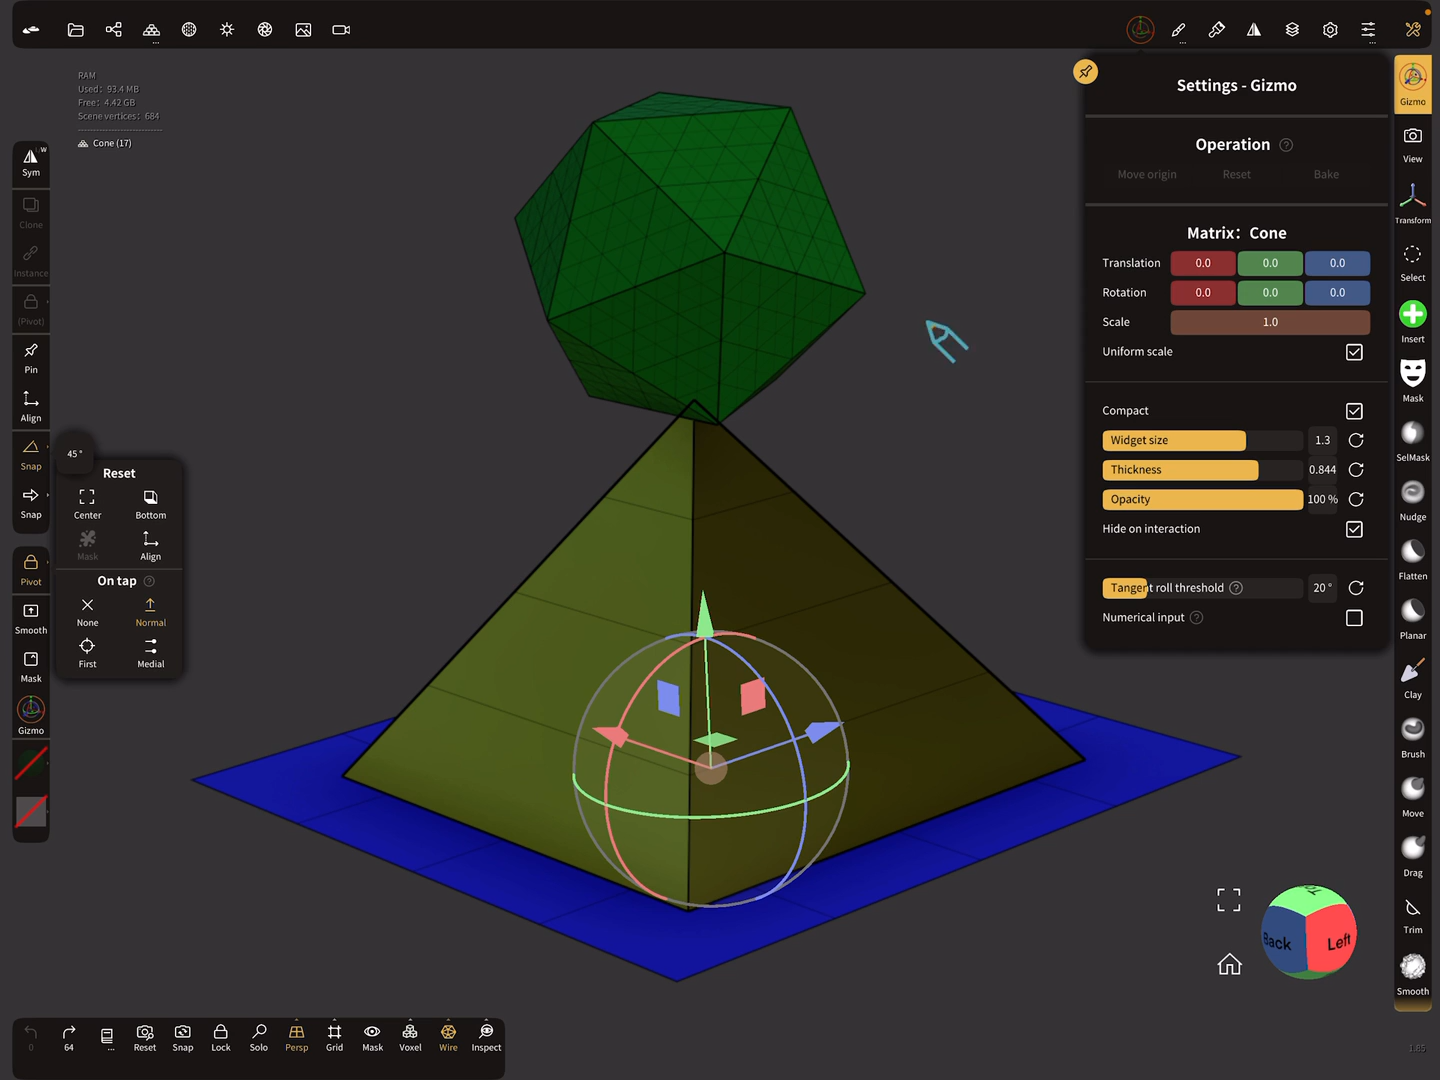 RAM
Used: 93.4 MB
Free: 4.42 GB
Scene vertices: 684
Cone (17)
Sym
Clone
Instance
(Pivot)
Pin
Align
Snap
Snap
Pivot
Smooth
Mask
Gizmo
45°
Reset
Center
Bottom
Mask
Align
On tap ?
None
Normal
First
Medial
Settings - Gizmo
Operation ?
Move origin Reset Bake
Matrix: Cone
Translation 0.0 0.0 0.0
Rotation 0.0 0.0 0.0
Scale 1.0
Uniform scale
Compact
Widget size 1.3
Thickness 0.844
Opacity 100 %
Hide on interaction
Tangent roll threshold ? 20 °
Numerical input ?
Gizmo
View
Transform
Select
Insert
Mask
SelMask
Nudge
Flatten
Planar
Clay
Brush
Move
Drag
Trim
Smooth
Back
Left
0
64
...
Reset
Snap
Lock
Solo
Persp
Grid
Mask
Voxel
Wire
Inspect
1.85